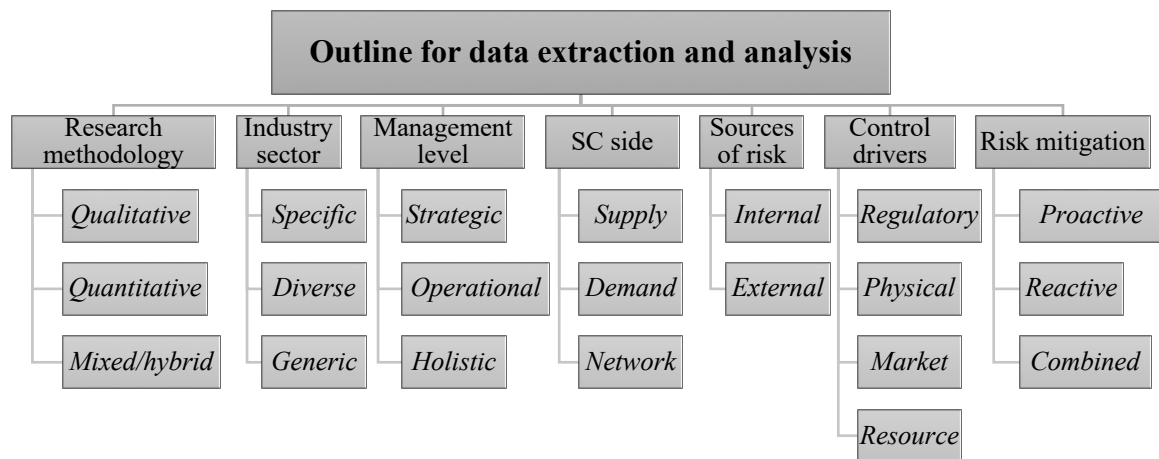 Outline for data extraction and analysis
Research
methodology
Qualitative
Quantitative
Mixed/hybrid
Industry
sector
Specific
Diverse
Generic
Management
level
Strategic
Operational
Holistic
SC side
Supply
Demand
Network
Sources
of risk
Internal
External
Control
drivers
Regulatory
Physical
Market
Resource
Risk mitigation
Proactive
Reactive
Combined